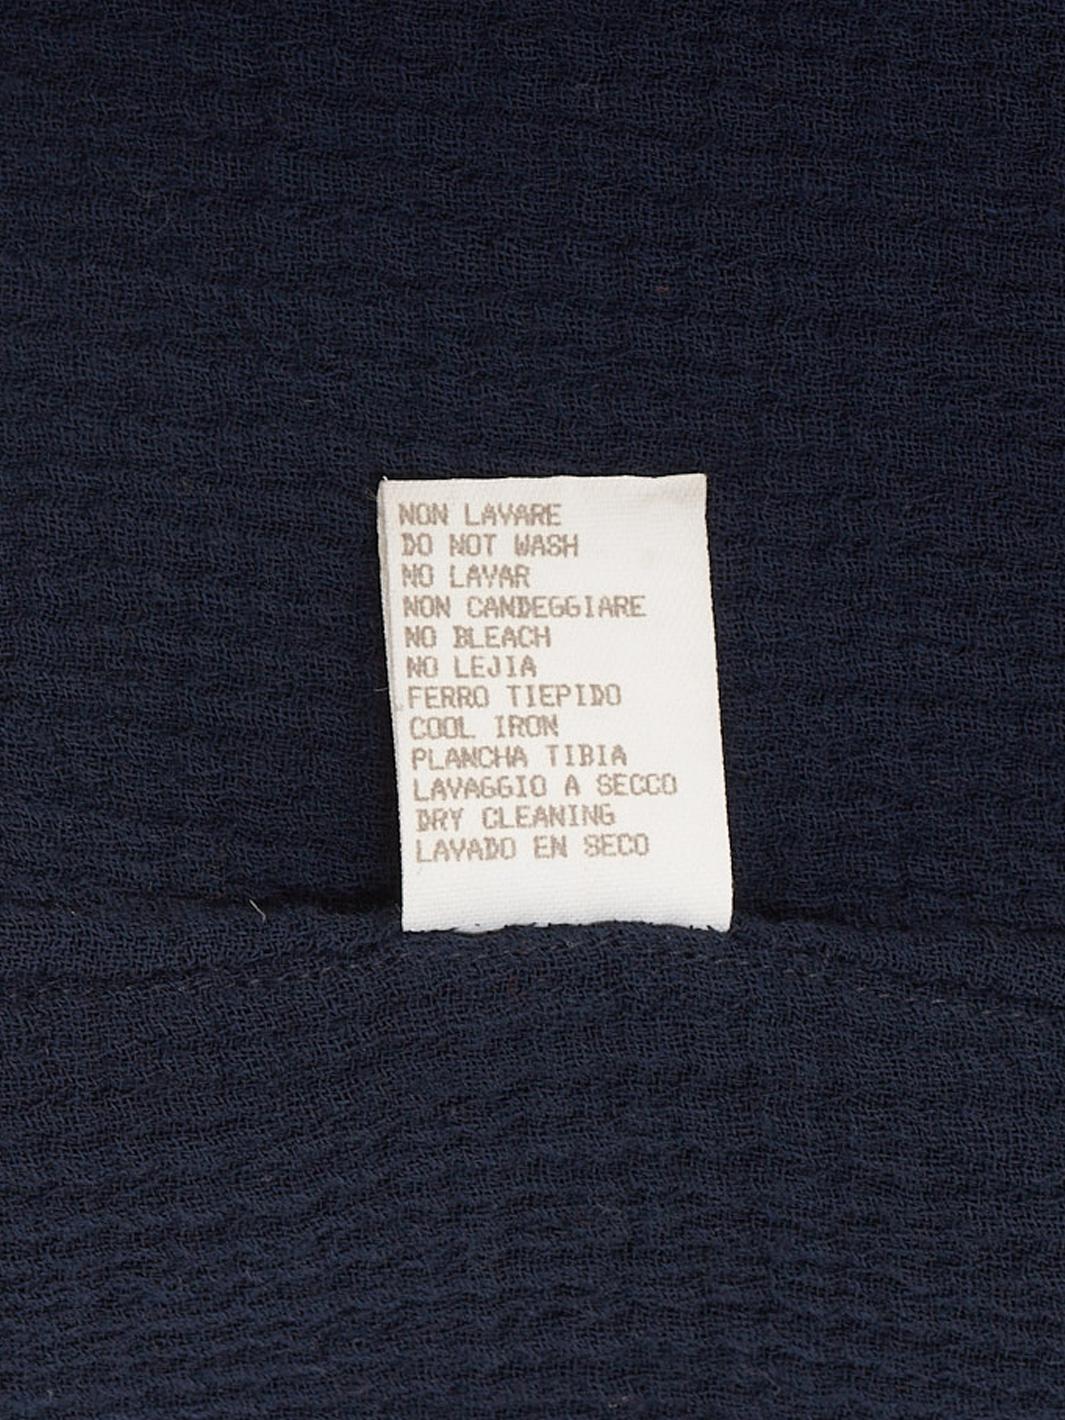 NON LAVARE
DO NOT WASH
NO LAVAR
NON CANDEGGIARE
NO BLEACH
NO LEJIA
FERRO TIEPIDO
COOL IRON
PLANCHA TIBIA
LAVAGGIO A SECCO
DRY CLEANING
LAVADO EN SECO